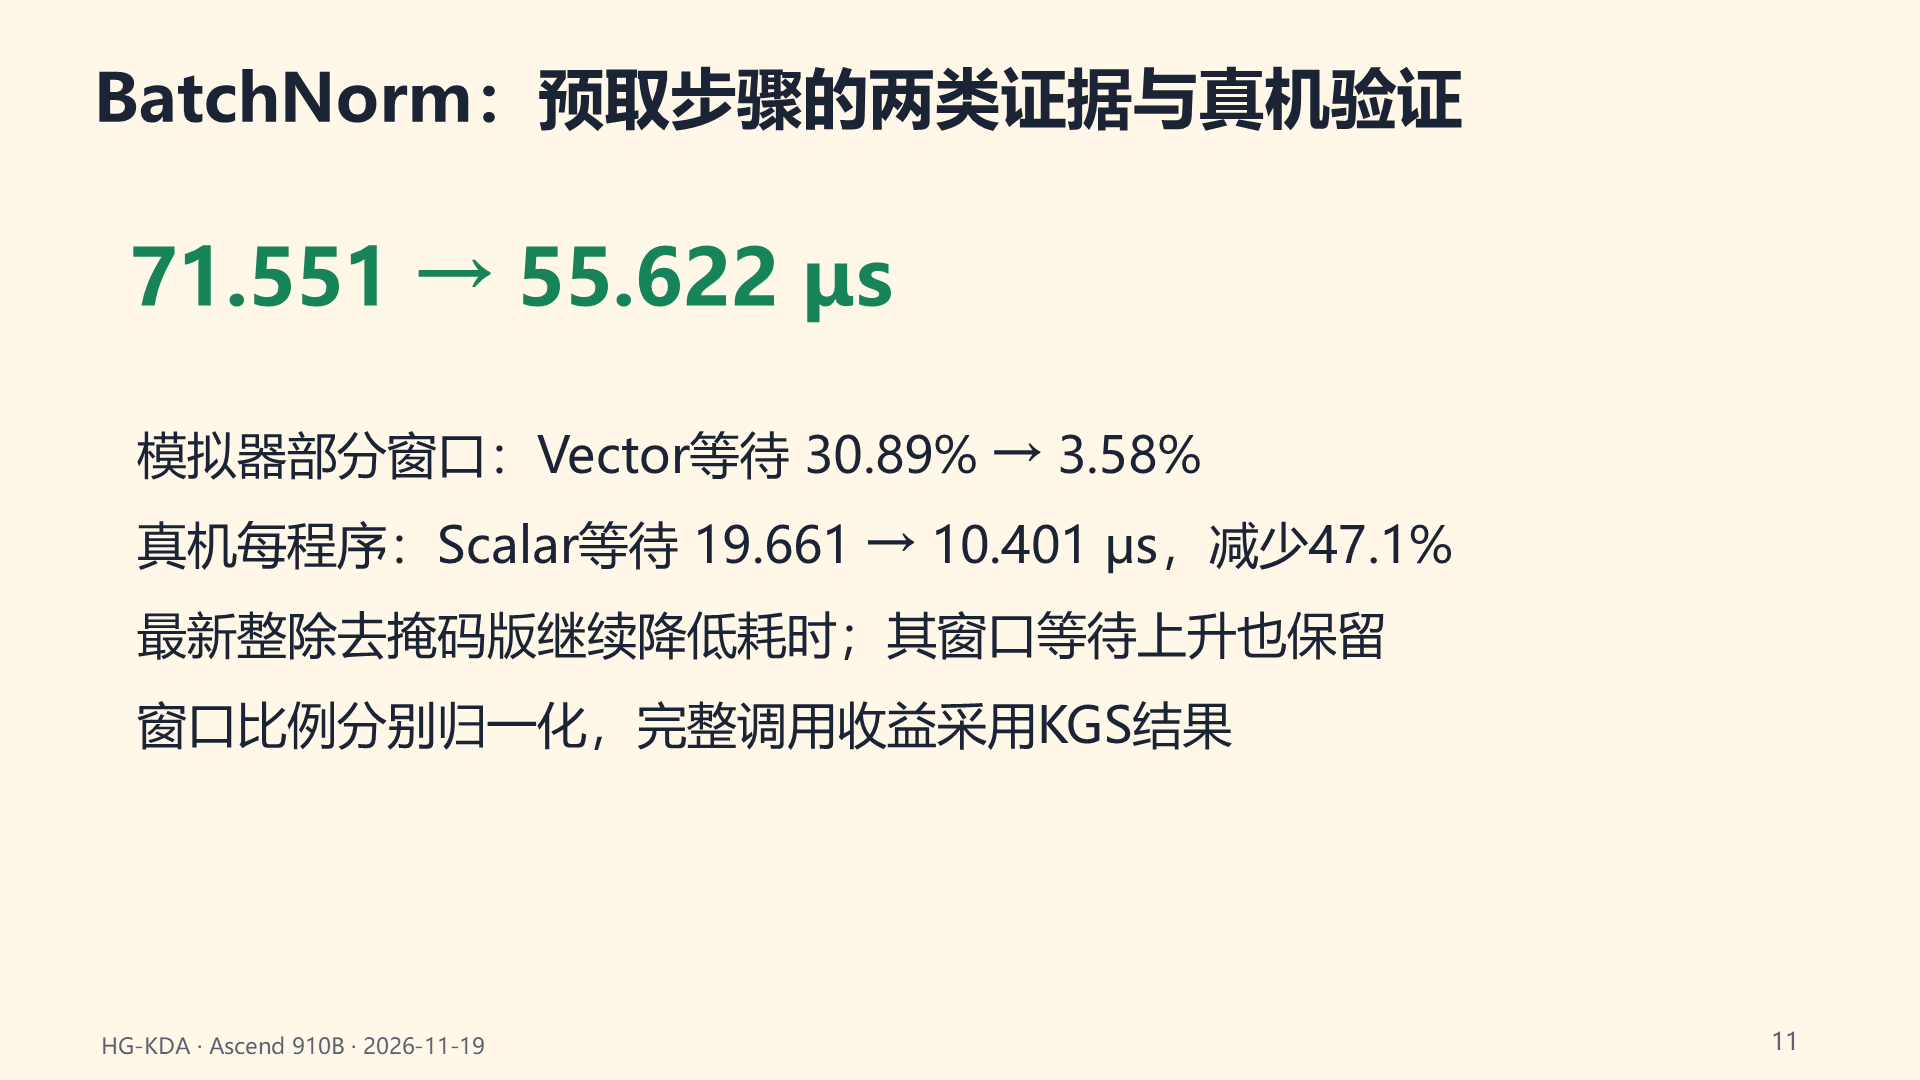 BatchNorm：预取步骤的两类证据与真机验证
71.551 → 55.622 μs
模拟器部分窗口：Vector等待 30.89% → 3.58%
真机每程序：Scalar等待 19.661 → 10.401 μs，减少47.1%
最新整除去掩码版继续降低耗时；其窗口等待上升也保留
窗口比例分别归一化，完整调用收益采用KGS结果
HG-KDA · Ascend 910B · 2026-11-19
11